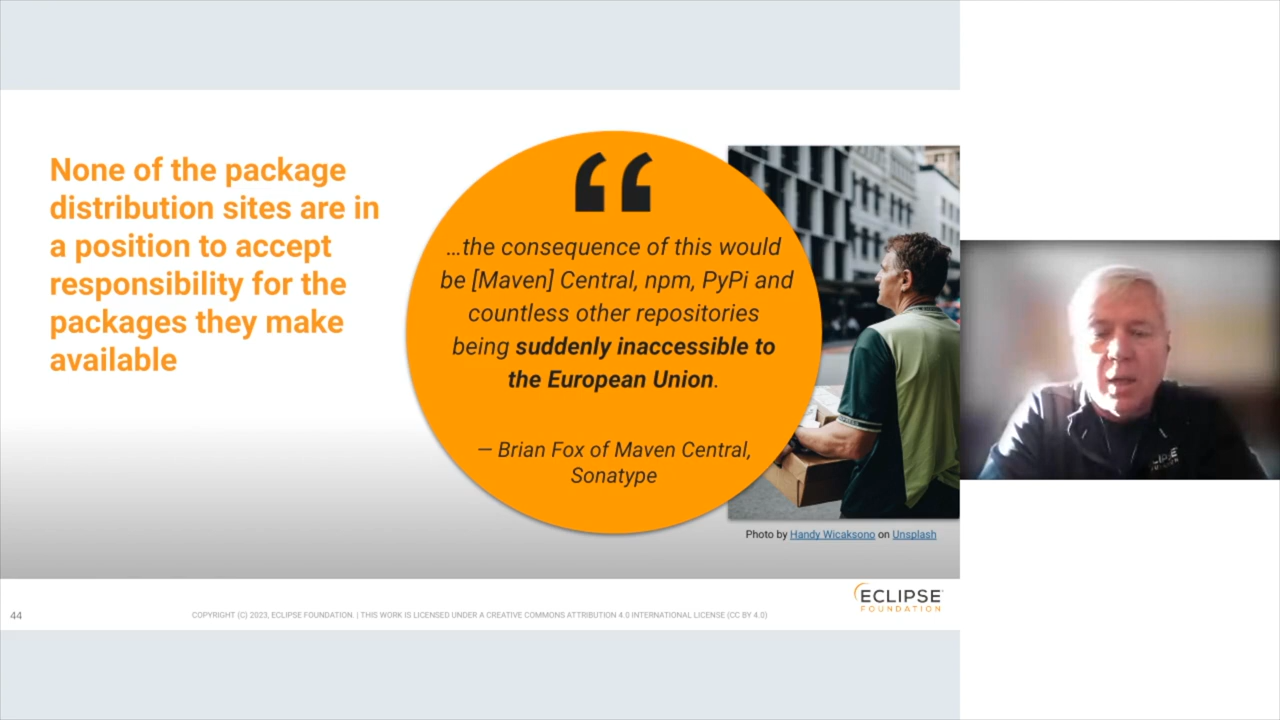 None of the package
distribution sites are in
a position to accept
responsibility for the
packages they make
available
“
…the consequence of this would
be [Maven] Central, npm, PyPi and
countless other repositories
being suddenly inaccessible to
the European Union.
— Brian Fox of Maven Central,
Sonatype
Photo by Handy Wicaksono on Unsplash
44
COPYRIGHT (C) 2023, ECLIPSE FOUNDATION. | THIS WORK IS LICENSED UNDER A CREATIVE COMMONS ATTRIBUTION 4.0 INTERNATIONAL LICENSE (CC BY 4.0)
ECLIPSE
FOUNDATION